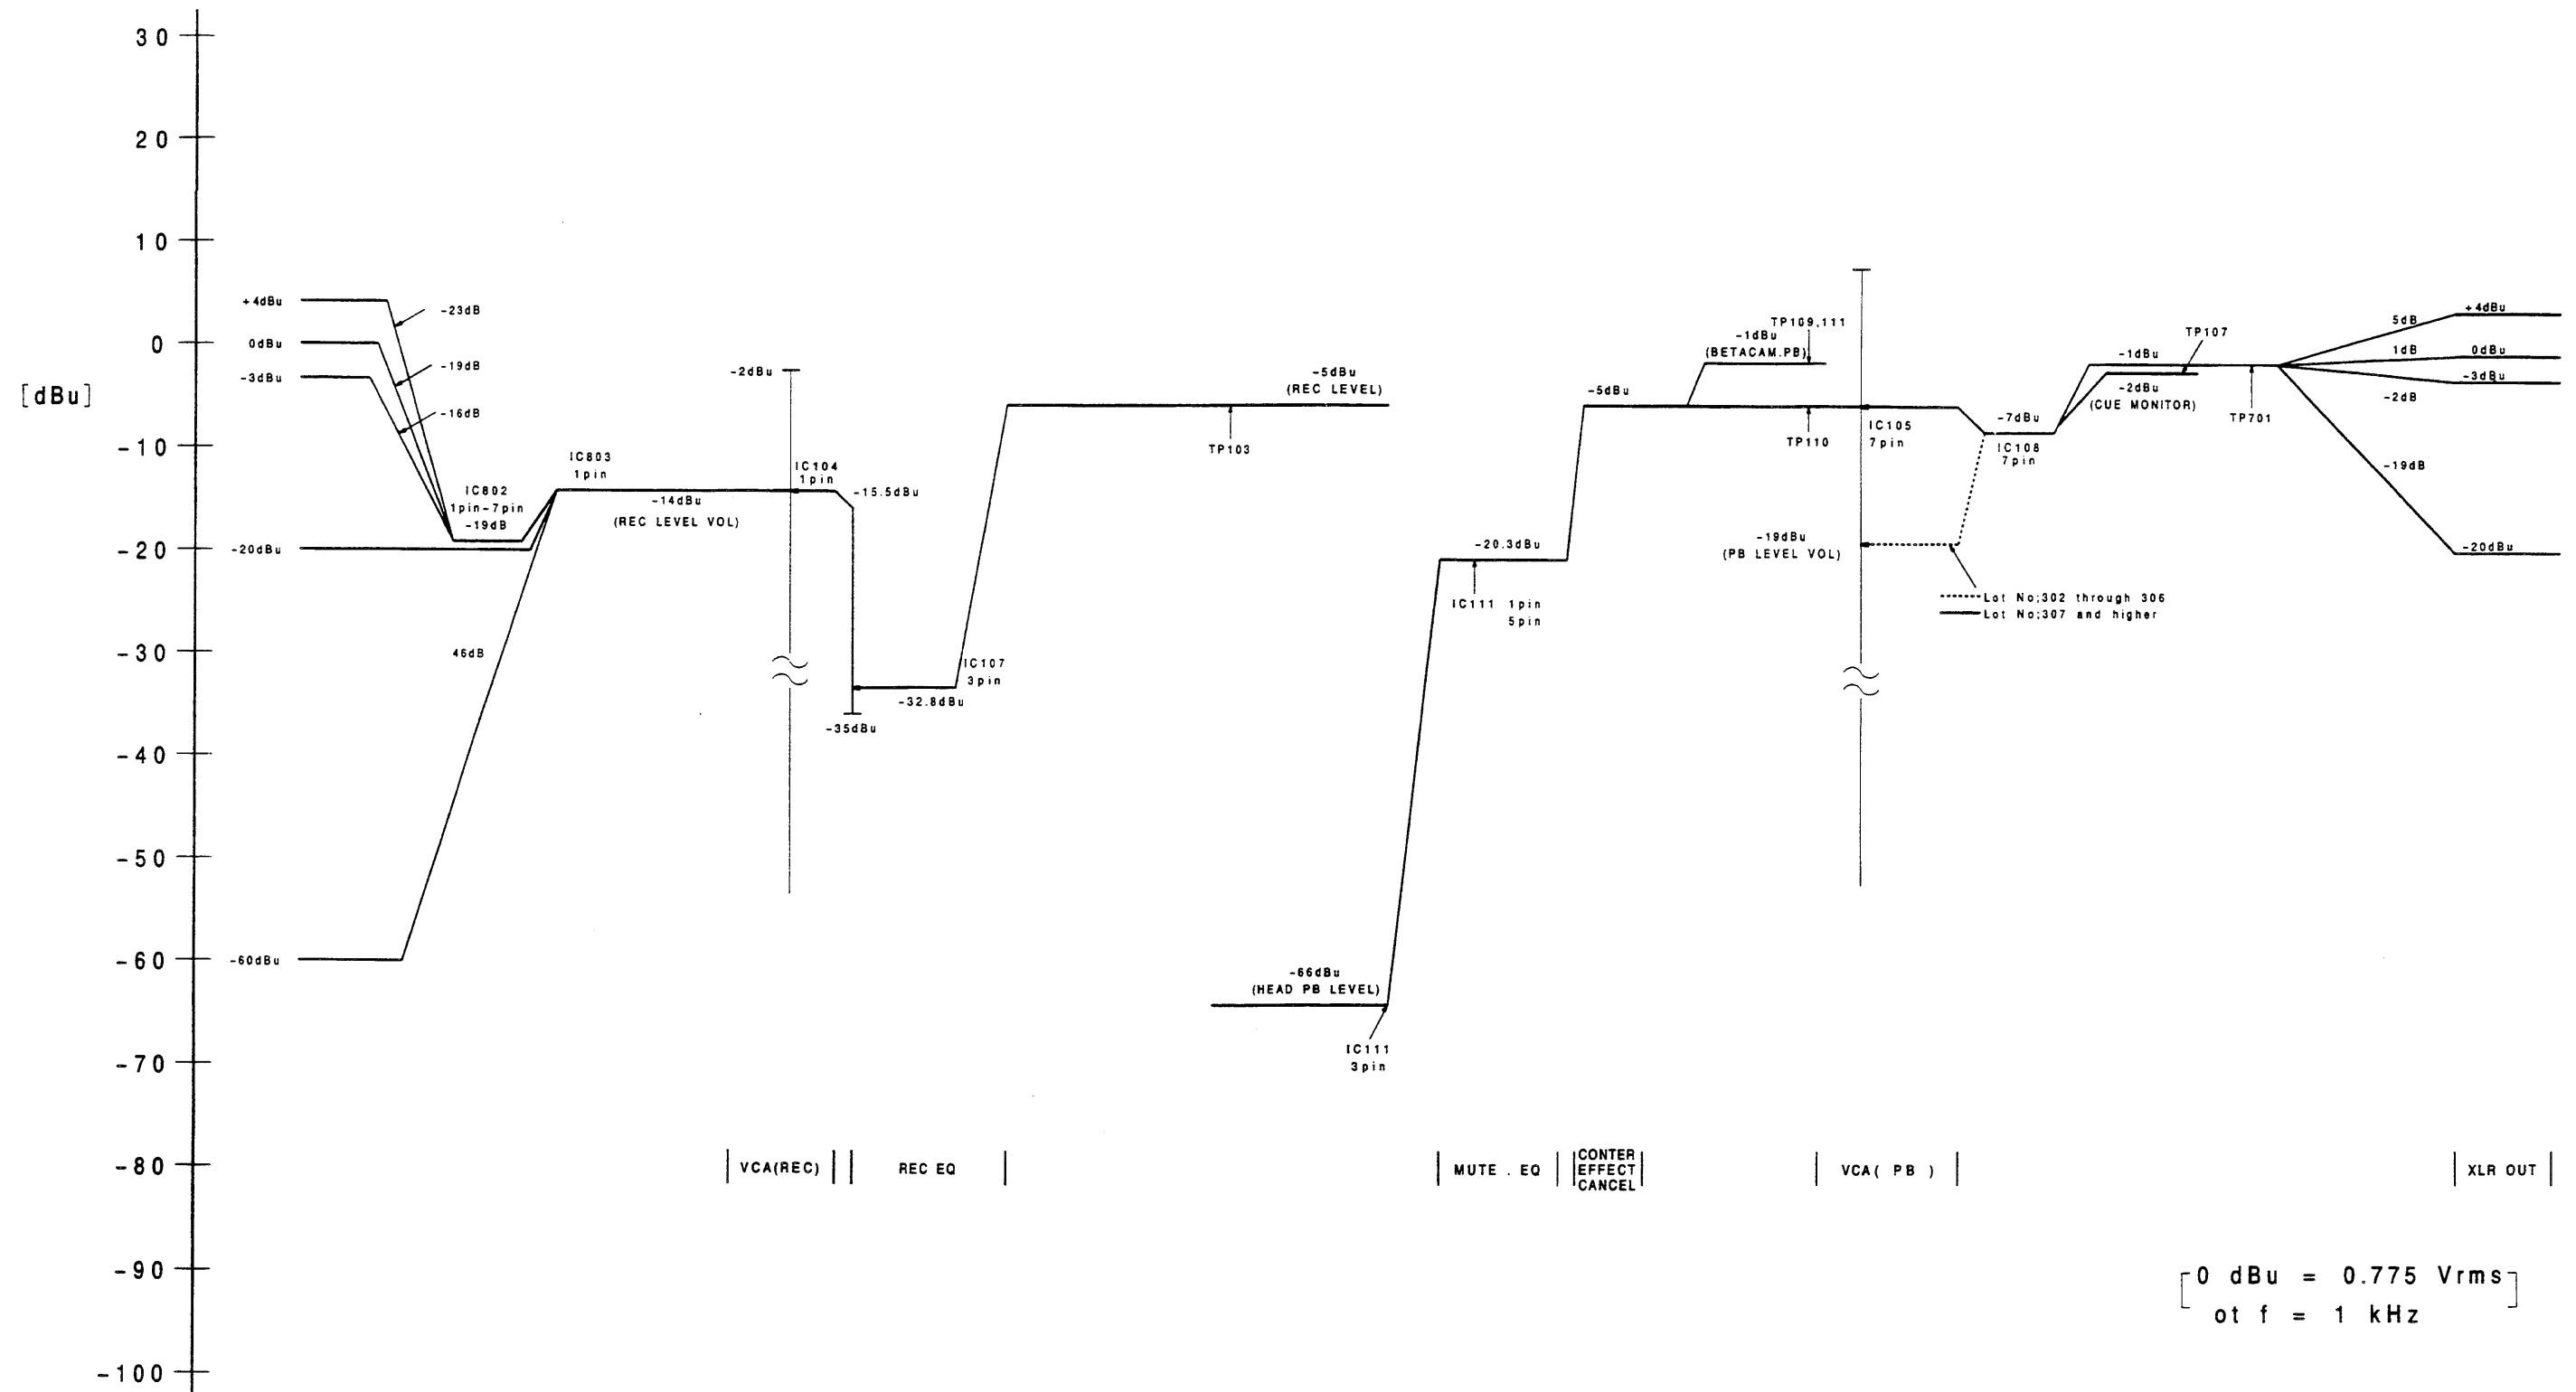 30
20
10
0
[dBu]
-10
-20
-30
-40
-50
-60
-70
-80
-90
-100
+4dBu
-23dB
0dBu
-19dB
-3dBu
-16dB
IC802
1pin-7pin
-19dB
-20dBu
46dB
-60dBu
IC803
1pin
-14dBu
(REC LEVEL VOL)
-2dBu
IC104
1pin
-15.5dBu
IC107
3pin
-32.8dBu
-35dBu
-5dBu
(REC LEVEL)
TP103
-66dBu
(HEAD PB LEVEL)
IC111
3pin
-20.3dBu
IC111 1pin
5pin
-5dBu
TP109,111
-1dBu
(BETACAM.PB)
TP110
IC105
7pin
-19dBu
(PB LEVEL VOL)
-7dBu
IC108
7pin
Lot No;302 through 306
Lot No;307 and higher
-1dBu
TP107
-2dBu
(CUE MONITOR)
TP701
5dB
+4dBu
1dB
0dBu
-3dBu
-2dB
-19dB
-20dBu
VCA(REC)
REC EQ
MUTE . EQ
CONTER
EFFECT
CANCEL
VCA( PB )
XLR OUT
0 dBu = 0.775 Vrms
ot f = 1 kHz